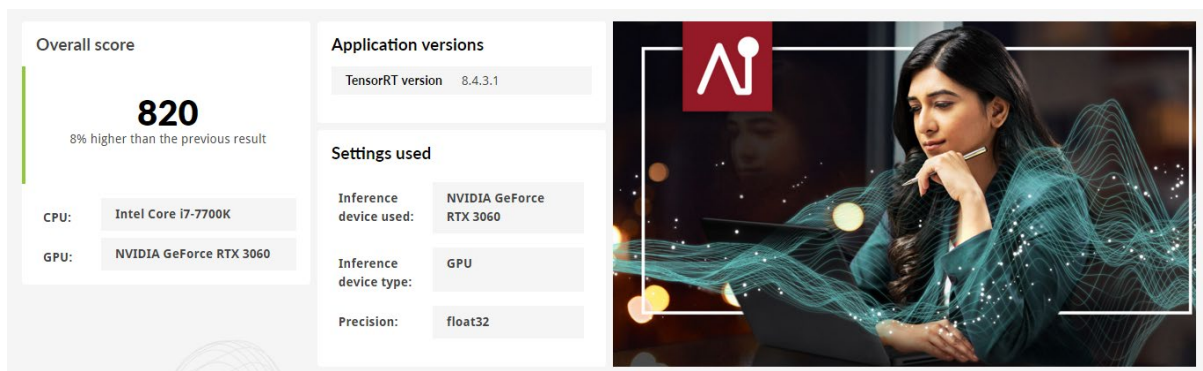 Overall score
820
8% higher than the previous result
CPU:
Intel Core i7-7700K
GPU:
NVIDIA GeForce RTX 3060
Application versions
TensorRT version 8.4.3.1
Settings used
Inference
device used:
NVIDIA GeForce
RTX 3060
Inference
device type:
GPU
Precision:
float32
AI